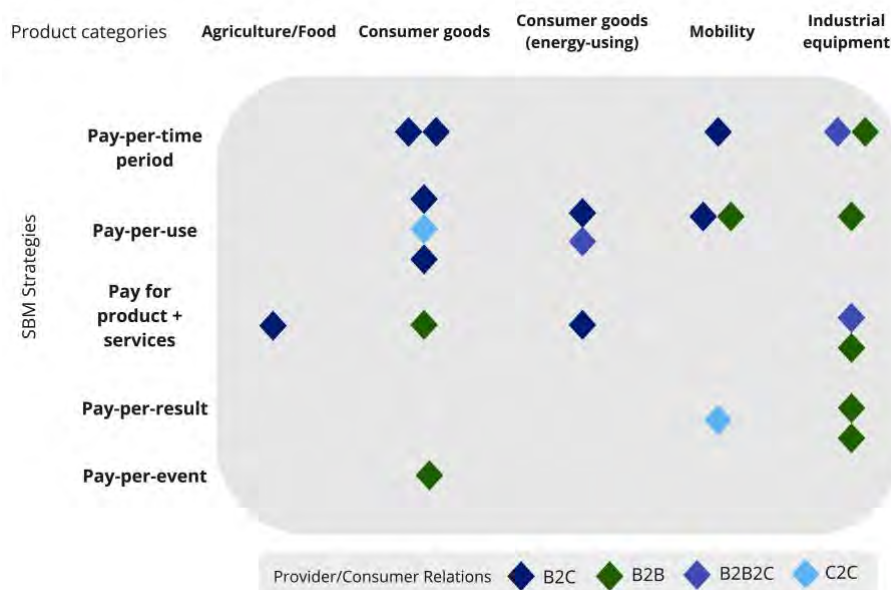 Product categories
Agriculture/Food
Consumer goods
Consumer goods
(energy-using)
Mobility
Industrial
equipment
SBM Strategies
Pay-per-time
period
Pay-per-use
Pay for
product +
services
Pay-per-result
Pay-per-event
Provider/Consumer Relations
B2C
B2B
B2B2C
C2C